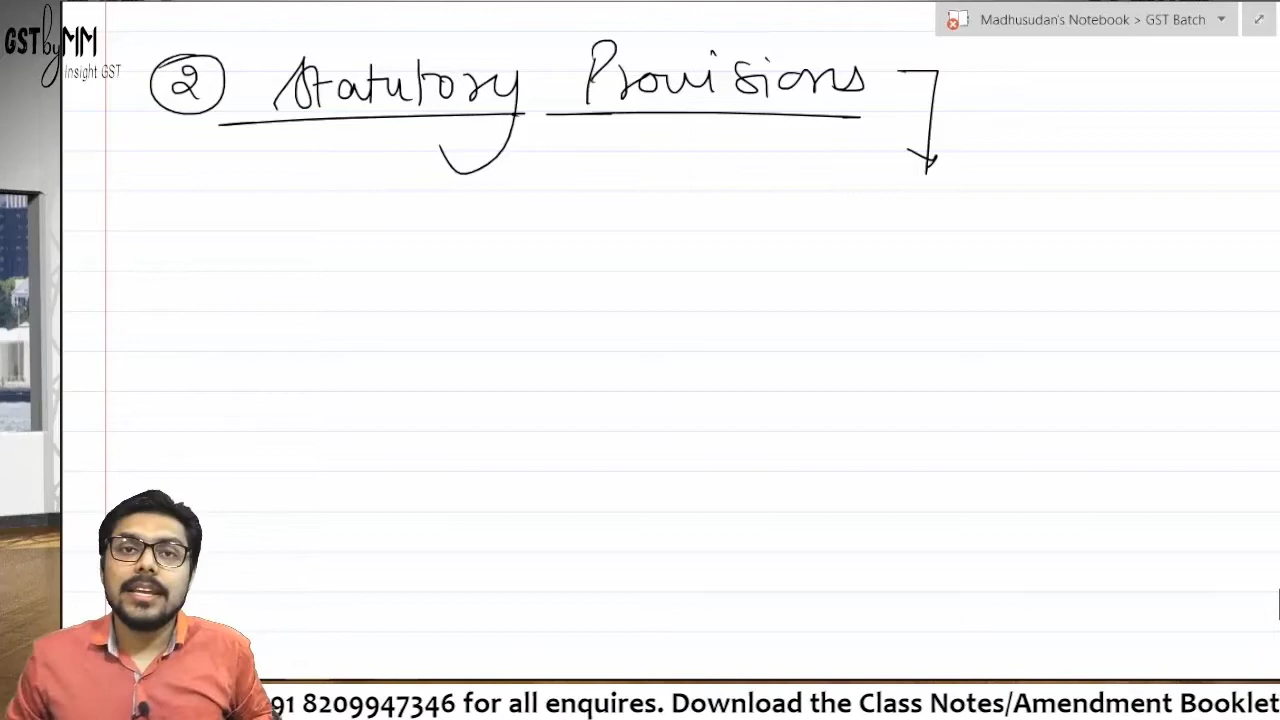 GST by MM
Insight GST
Madhusudan's Notebook > GST Batch
② Statutory Provisions
91 8209947346 for all enquires. Download the Class Notes/Amendment Booklet